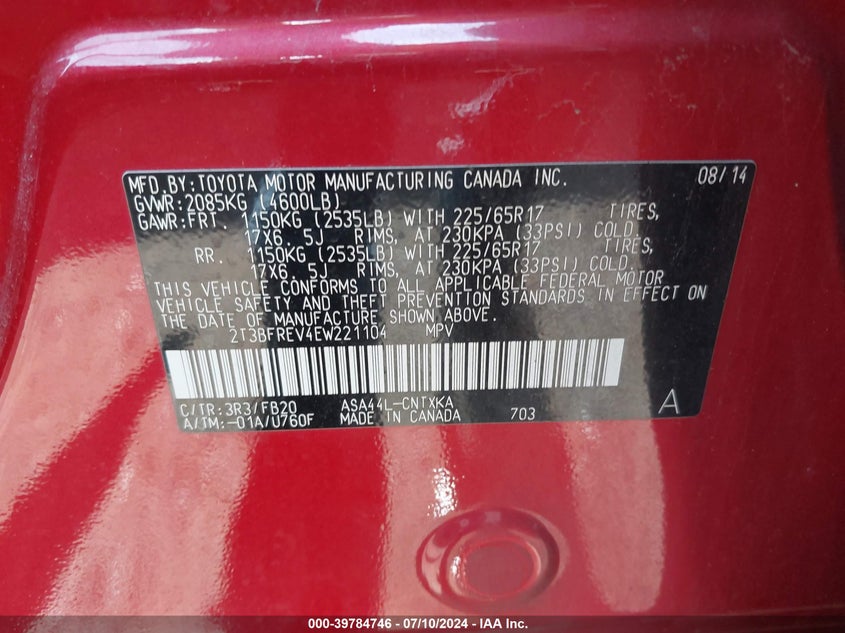 MFD.BY:TOYOTA MOTOR MANUFACTURING CANADA INC. 08/14
GVWR:2085KG (4600LB)
GAWR:FRT. 1150KG (2535LB) WITH 225/65R17 TIRES,
17X6.5J RIMS, AT 230KPA (33PSI) COLD.
RR. 1150KG (2535LB) WITH 225/65R17 TIRES,
17X6.5J RIMS, AT 230KPA (33PSI) COLD.
THIS VEHICLE CONFORMS TO ALL APPLICABLE FEDERAL MOTOR
VEHICLE SAFETY AND THEFT PREVENTION STANDARDS IN EFFECT ON
THE DATE OF MANUFACTURE SHOWN ABOVE.
2T3BFREV4EW221104 MPV
C/TR:3R3/FB20 ASA44L-CNTXKA
A/TM:-01A/U760F MADE IN CANADA 703 A
000-39784746 - 07/10/2024 - IAA Inc.